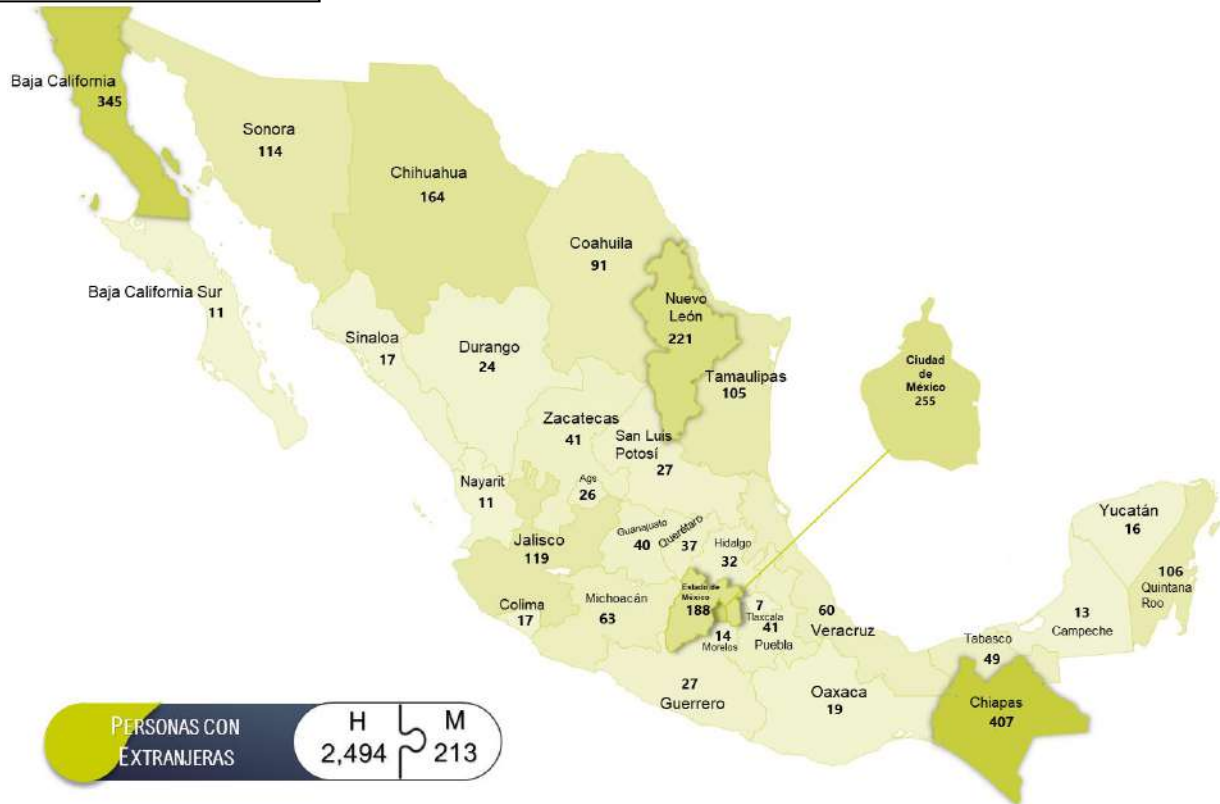 Baja California
345
Sonora
114
Chihuahua
164
Coahuila
91
Nuevo
León
221
Baja California Sur
11
Sinaloa
17
Durango
24
Tamaulipas
105
Ciudad
de
México
255
Zacatecas
41
San Luis
Potosí
27
Nayarit
11
Ags
26
Jalisco
119
Guanajuato
40
Querétaro
37
Hidalgo
32
Yucatán
16
106
Quintana
Roo
Colima
17
Michoacán
63
Estado de
México
188
7
Tlaxcala
41
Puebla
14
Morelos
60
Veracruz
13
Campeche
Tabasco
49
27
Guerrero
Oaxaca
19
Chiapas
407
PERSONAS CON
EXTRANJERAS
H M
2,494 213